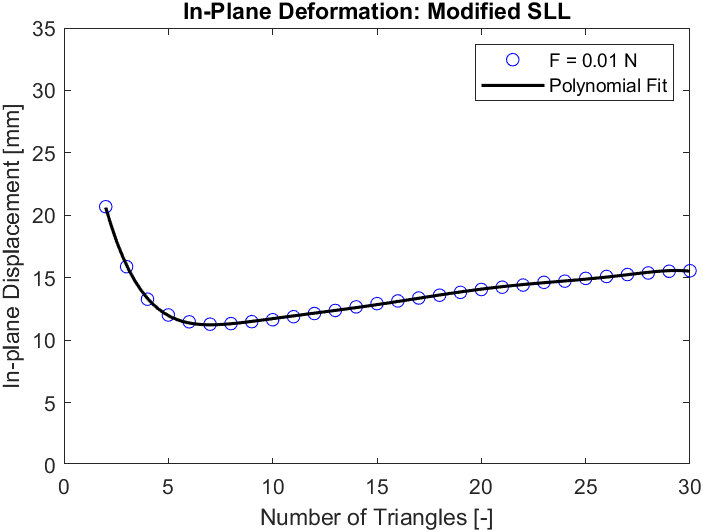 In-Plane Deformation: Modified SLL
F = 0.01 N
Polynomial Fit
In-plane Displacement [mm]
35
30
25
20
15
10
5
0
0 5 10 15 20 25 30
Number of Triangles [-]